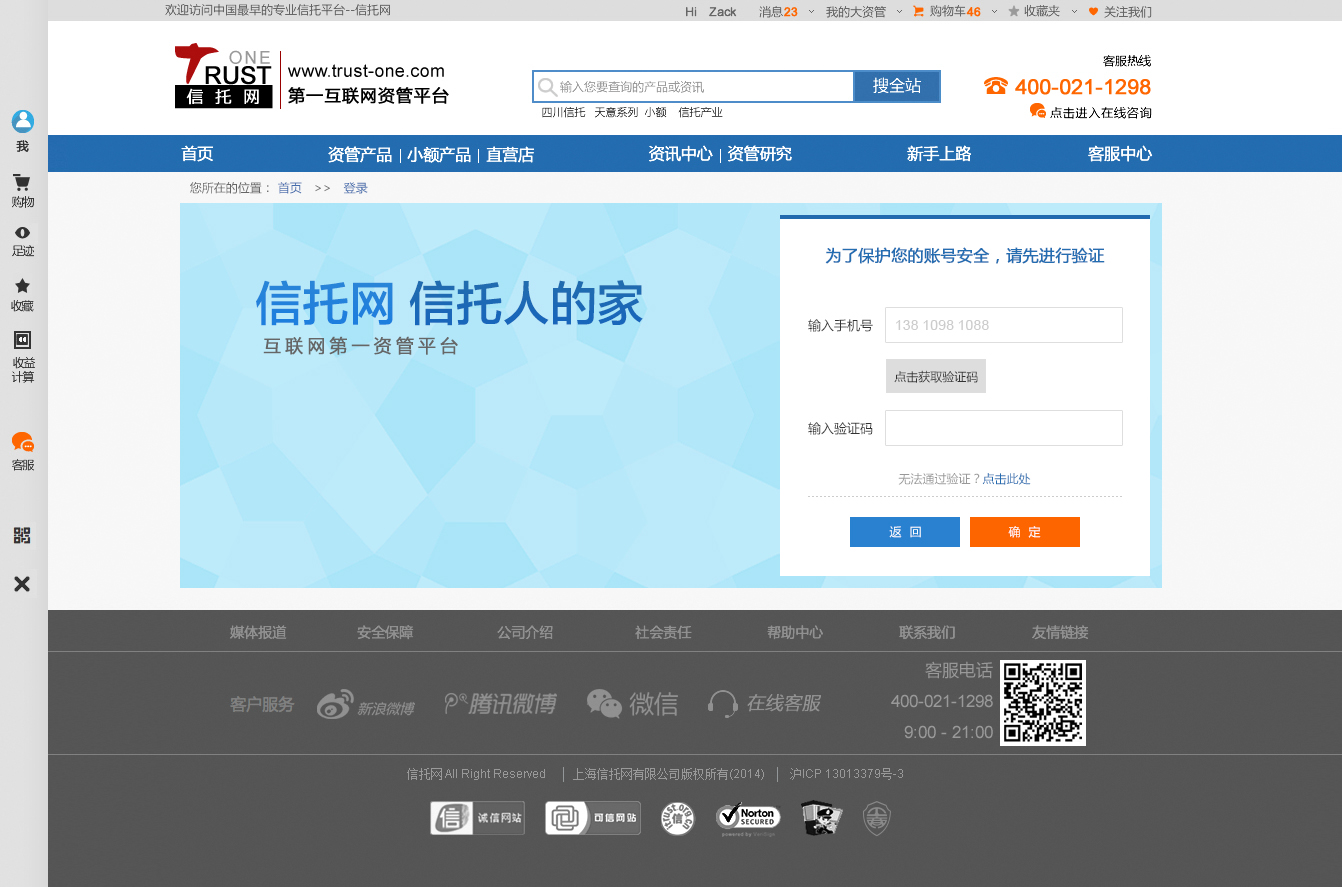 欢迎访问中国最早的专业信托平台--信托网
Hi Zack 消息23 我的大资管 购物车46 收藏夹 关注我们
ONE
TRUST
信托网
www.trust-one.com
第一互联网资管平台
输入您要查询的产品或资讯 搜全站
四川信托 天意系列 小额 信托产业
客服热线
400-021-1298
点击进入在线咨询
首页 资管产品 | 小额产品 | 直营店 资讯中心 | 资管研究 新手上路 客服中心
我
购物
足迹
收藏
收益
计算
客服
您所在的位置： 首页 >> 登录
信托网 信托人的家
互联网第一资管平台
为了保护您的账号安全，请先进行验证
输入手机号 138 1098 1088
点击获取验证码
输入验证码
无法通过验证？点击此处
返回 确定
媒体报道 安全保障 公司介绍 社会责任 帮助中心 联系我们 友情链接
客户服务 新浪微博 腾讯微博 微信 在线客服
客服电话
400-021-1298
9:00 - 21:00
信托网 All Right Reserved | 上海信托网有限公司版权所有(2014) | 沪ICP 13013379号-3
信 诚信网站 可信网站 trust.org.cn 信 Norton
SECURED
powered by VeriSign